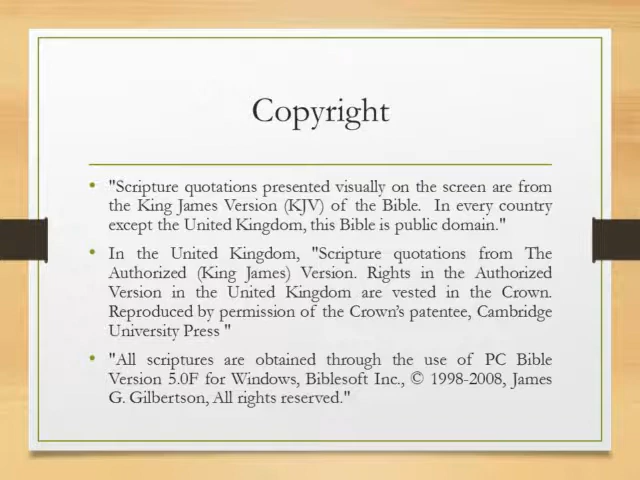 Copyright
• "Scripture quotations presented visually on the screen are from
the King James Version (KJV) of the Bible.  In every country
except the United Kingdom, this Bible is public domain."
• In the United Kingdom, "Scripture quotations from The
Authorized (King James) Version. Rights in the Authorized
Version in the United Kingdom are vested in the Crown.
Reproduced by permission of the Crown’s patentee, Cambridge
University Press "
• "All scriptures are obtained through the use of PC Bible
Version 5.0F for Windows, Biblesoft Inc., © 1998-2008, James
G. Gilbertson, All rights reserved."